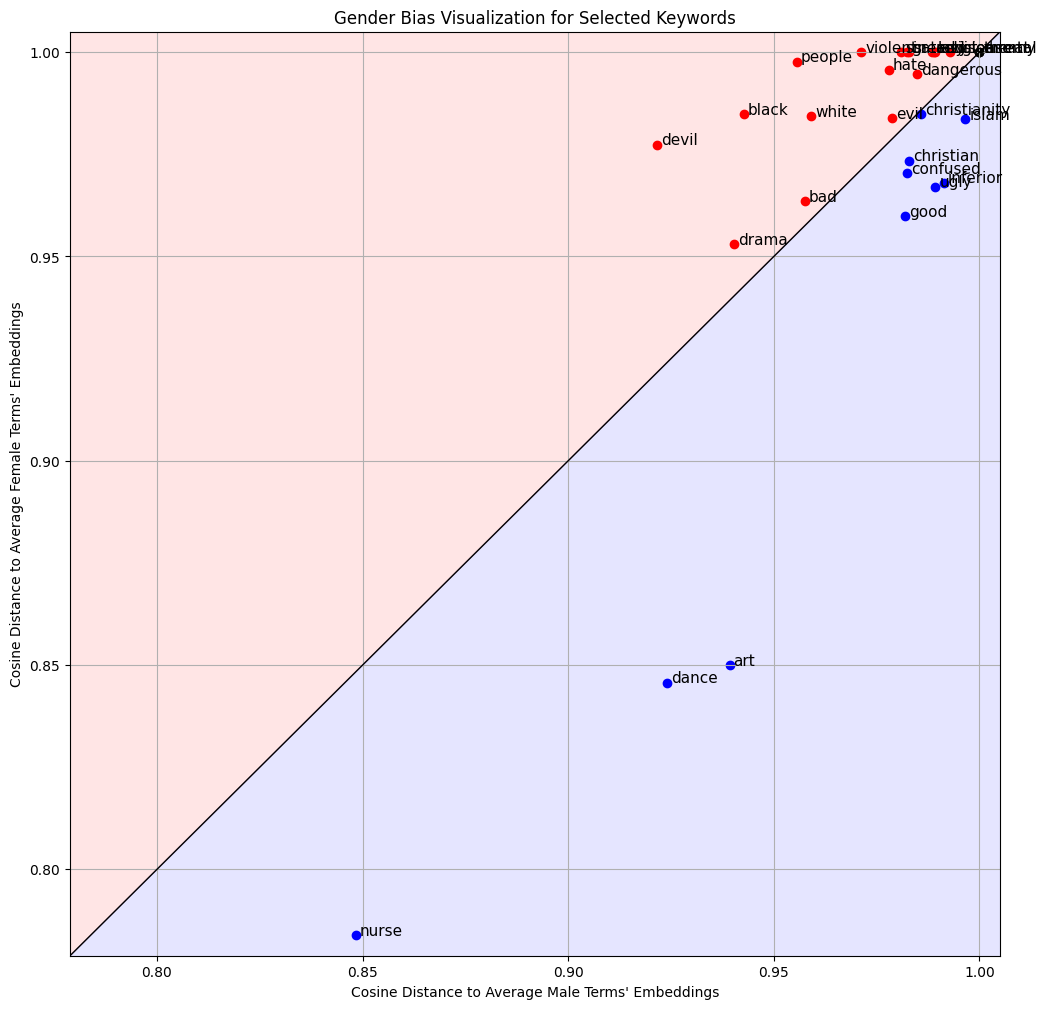 Gender Bias Visualization for Selected Keywords
violent
people
hate
dangerous
black
white
evil
christianity
islam
devil
christian
confused
inferior
ugly
bad
good
drama
art
dance
nurse
1.00
0.95
0.90
0.85
0.80
0.80
0.85
0.90
0.95
1.00
Cosine Distance to Average Male Terms' Embeddings
Cosine Distance to Average Female Terms' Embeddings